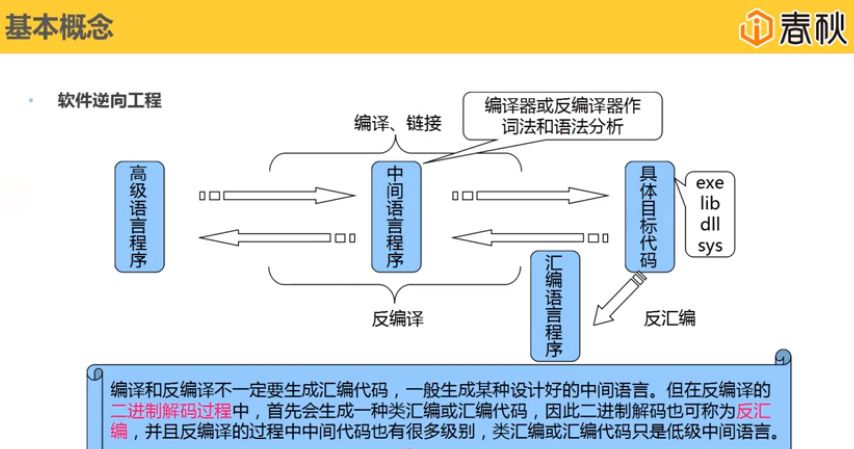 基本概念
春秋
软件逆向工程
编译、链接
编译器或反编译器作
词法和语法分析
高级语言程序
中间语言程序
具体目标代码
exe
lib
dll
sys
汇编语言程序
反编译
反汇编
编译和反编译不一定要生成汇编代码，一般生成某种设计好的中间语言。但在反编译的
二进制解码过程中，首先会生成一种类汇编或汇编代码，因此二进制解码也可称为反汇
编，并且反编译的过程中中间代码也有很多级别，类汇编或汇编代码只是低级中间语言。